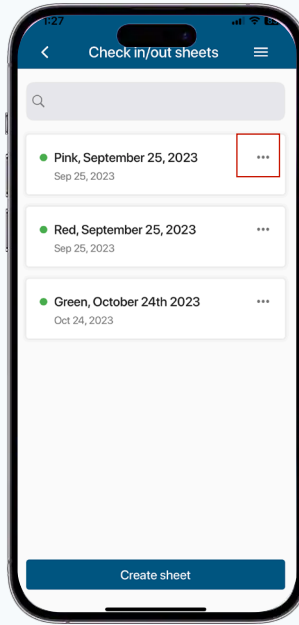 1:27
Check in/out sheets
Pink, September 25, 2023
Sep 25, 2023
Red, September 25, 2023
Sep 25, 2023
Green, October 24th 2023
Oct 24, 2023
Create sheet